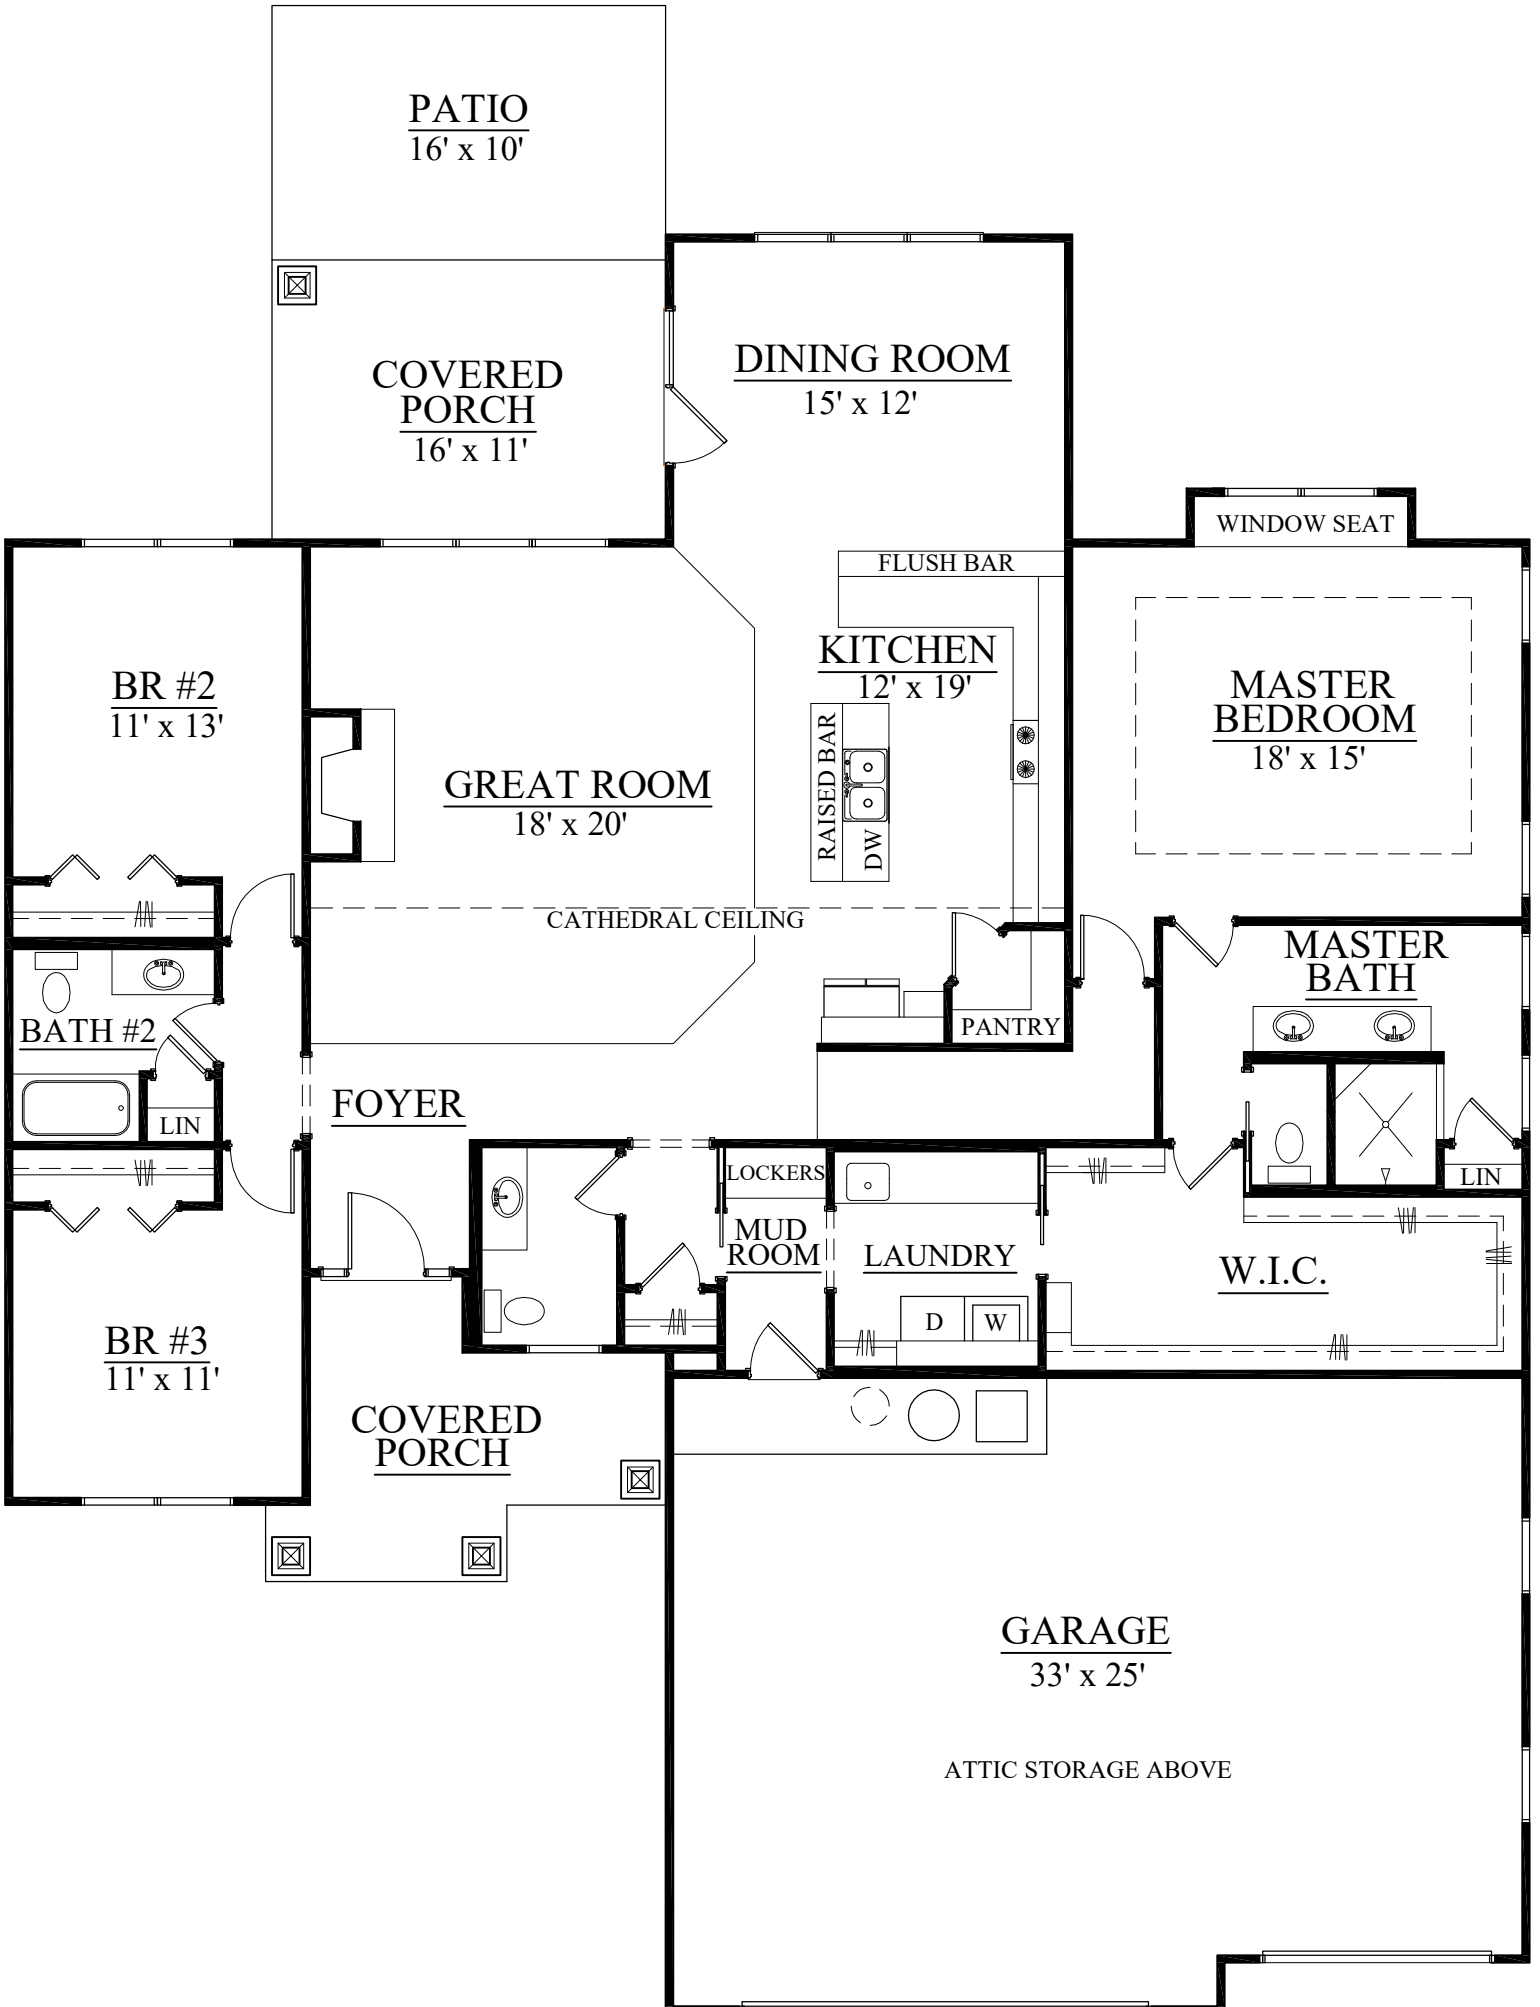 PATIO
16' x 10'
COVERED
PORCH
16' x 11'
DINING ROOM
15' x 12'
WINDOW SEAT
FLUSH BAR
KITCHEN
12' x 19'
RAISED BAR
DW
BR #2
11' x 13'
GREAT ROOM
18' x 20'
MASTER
BEDROOM
18' x 15'
CATHEDRAL CEILING
MASTER
BATH
PANTRY
BATH #2
LIN
FOYER
LOCKERS
MUD
ROOM
LAUNDRY
D
W
LIN
W.I.C.
BR #3
11' x 11'
COVERED
PORCH
GARAGE
33' x 25'
ATTIC STORAGE ABOVE